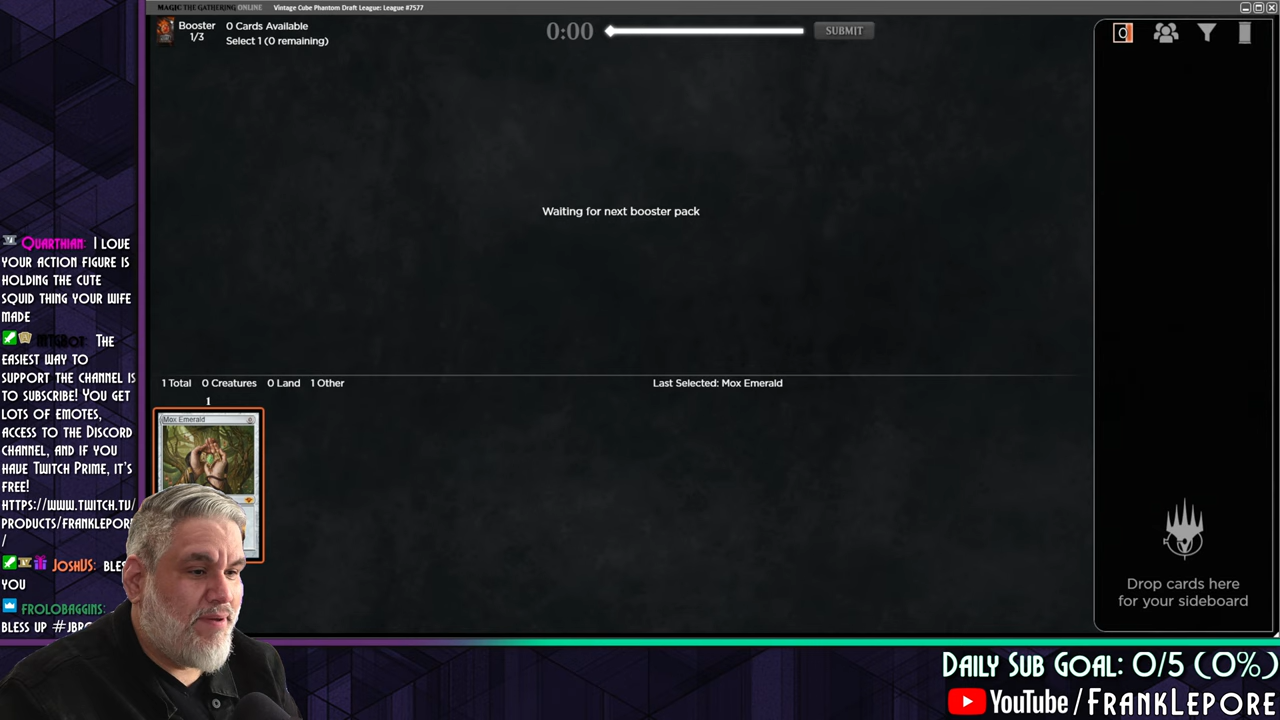 MAGIC THE GATHERING ONLINE Vintage Cube Phantom Draft League: League #7577
Booster
1/3
0 Cards Available
Select 1 (0 remaining)
0:00
SUBMIT
Waiting for next booster pack
1 Total 0 Creatures 0 Land 1 Other
Last Selected: Mox Emerald
1
Mox Emerald
Drop cards here
for your sideboard
Quarthian: I love
your action figure is
holding the cute
squid thing your wife
made
MTGBot: The
easiest way to
support the channel is
to subscribe! You get
lots of emotes,
access to the Discord
channel, and if you
have Twitch Prime, it's
free!
https://www.twitch.tv/
products/franklepore
/
JoshUS: bless
you
Frolobaggins:
bless up
Daily Sub Goal: 0/5 (0%)
YouTube/FrankLepore